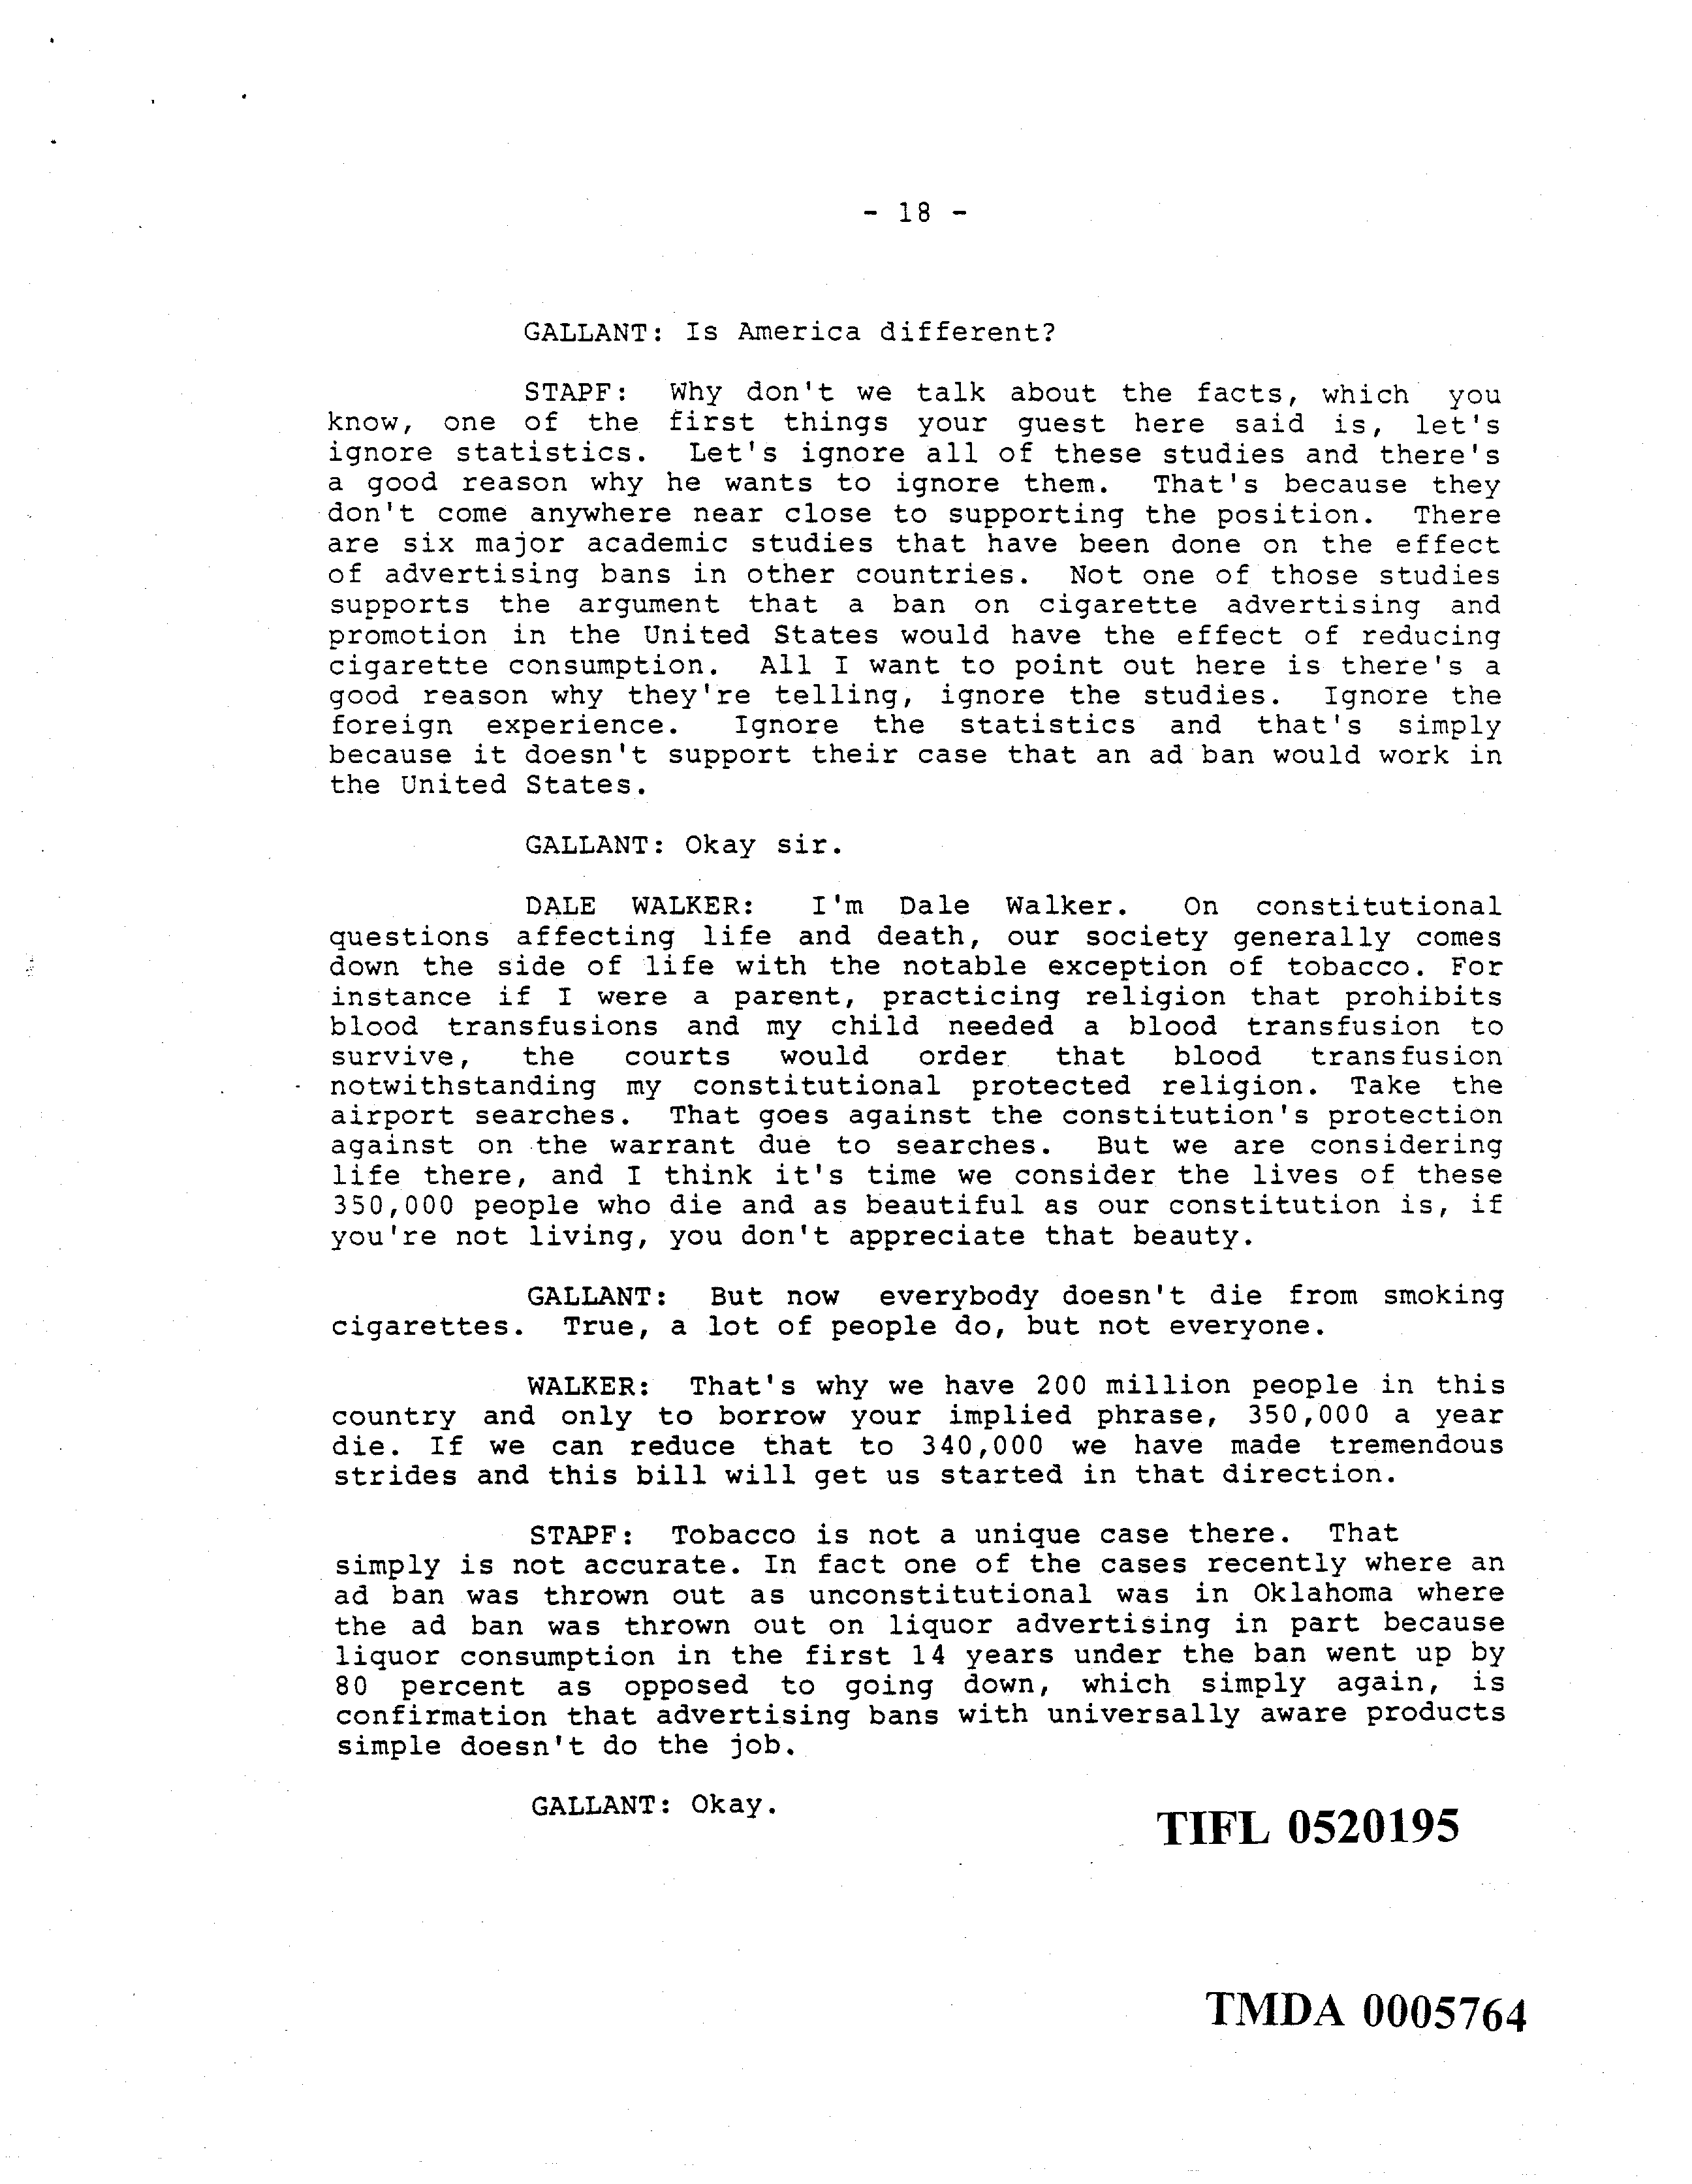 - 18 -
GALLANT: Is America different?
STAPF: Why don't we talk about the facts, which you
know, one of the first things your guest here said is, let's
ignore statistics. Let's ignore all of these studies and there's
a good reason why he wants to ignore them. That's because they
don't come anywhere near close to supporting the position. There
are six major academic studies that have been done on the effect
of advertising bans in other countries. Not one of those studies
supports the argument that a ban on cigarette advertising and
promotion in the United States would have the effect of reducing
cigarette consumption. All I want to point out here is there's a
good reason why they're telling, ignore the studies. Ignore the
foreign experience. Ignore the statistics and that's simply
because it doesn't support their case that an ad ban would work in
the United States.
GALLANT: Okay sir.
DALE WALKER: I'm Dale Walker. On constitutional
questions affecting life and death, our society generally comes
down the side of life with the notable exception of tobacco. For
instance if I were a parent, practicing religion that prohibits
blood transfusions and my child needed a blood transfusion to
survive, the courts would order that blood transfusion
notwithstanding my constitutional protected religion. Take the
airport searches. That goes against the constitution's protection
against on the warrant due to searches. But we are considering
life there, and I think it's time we consider the lives of these
350,000 people who die and as beautiful as our constitution is, if
you're not living, you don't appreciate that beauty.
GALLANT: But now everybody doesn't die from smoking
cigarettes. True, a lot of people do, but not everyone.
WALKER: That's why we have 200 million people in this
country and only to borrow your implied phrase, 350,000 a year
die. If we can reduce that to 340,000 we have made tremendous
strides and this bill will get us started in that direction.
STAPF: Tobacco is not a unique case there. That
simply is not accurate. In fact one of the cases recently where an
ad ban was thrown out as unconstitutional was in Oklahoma where
the ad ban was thrown out on liquor advertising in part because
liquor consumption in the first 14 years under the ban went up by
80 percent as opposed to going down, which simply again, is
confirmation that advertising bans with universally aware products
simple doesn't do the job.
GALLANT: Okay.
TIFL 0520195
TMDA 0005764